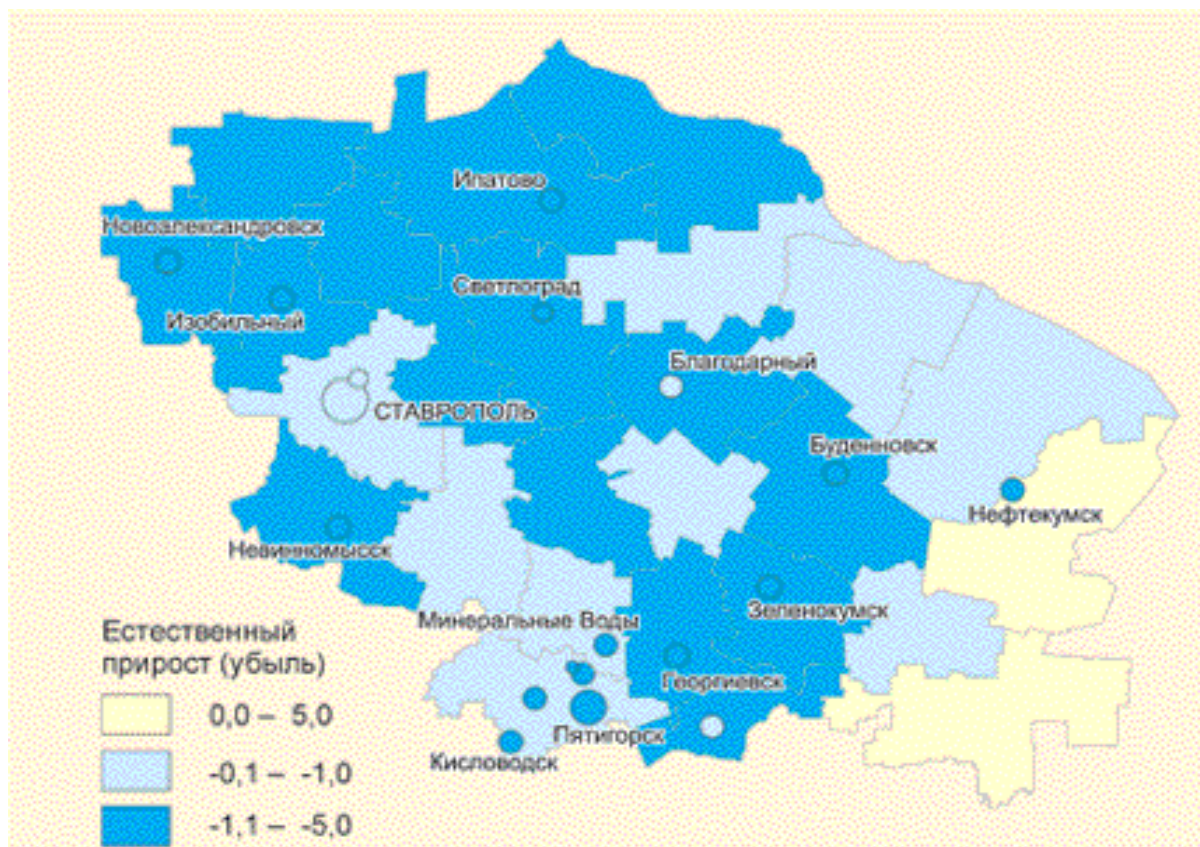 Ипатово
Новоалександровск
Светлоград
Изобильный
Благодарный
СТАВРОПОЛЬ
Буденновск
Нефтекумск
Невинномысск
Зеленокумск
Минеральные Воды
Георгиевск
Пятигорск
Кисловодск
Естественный
прирост (убыль)
0,0 – 5,0
-0,1 – -1,0
-1,1 – -5,0